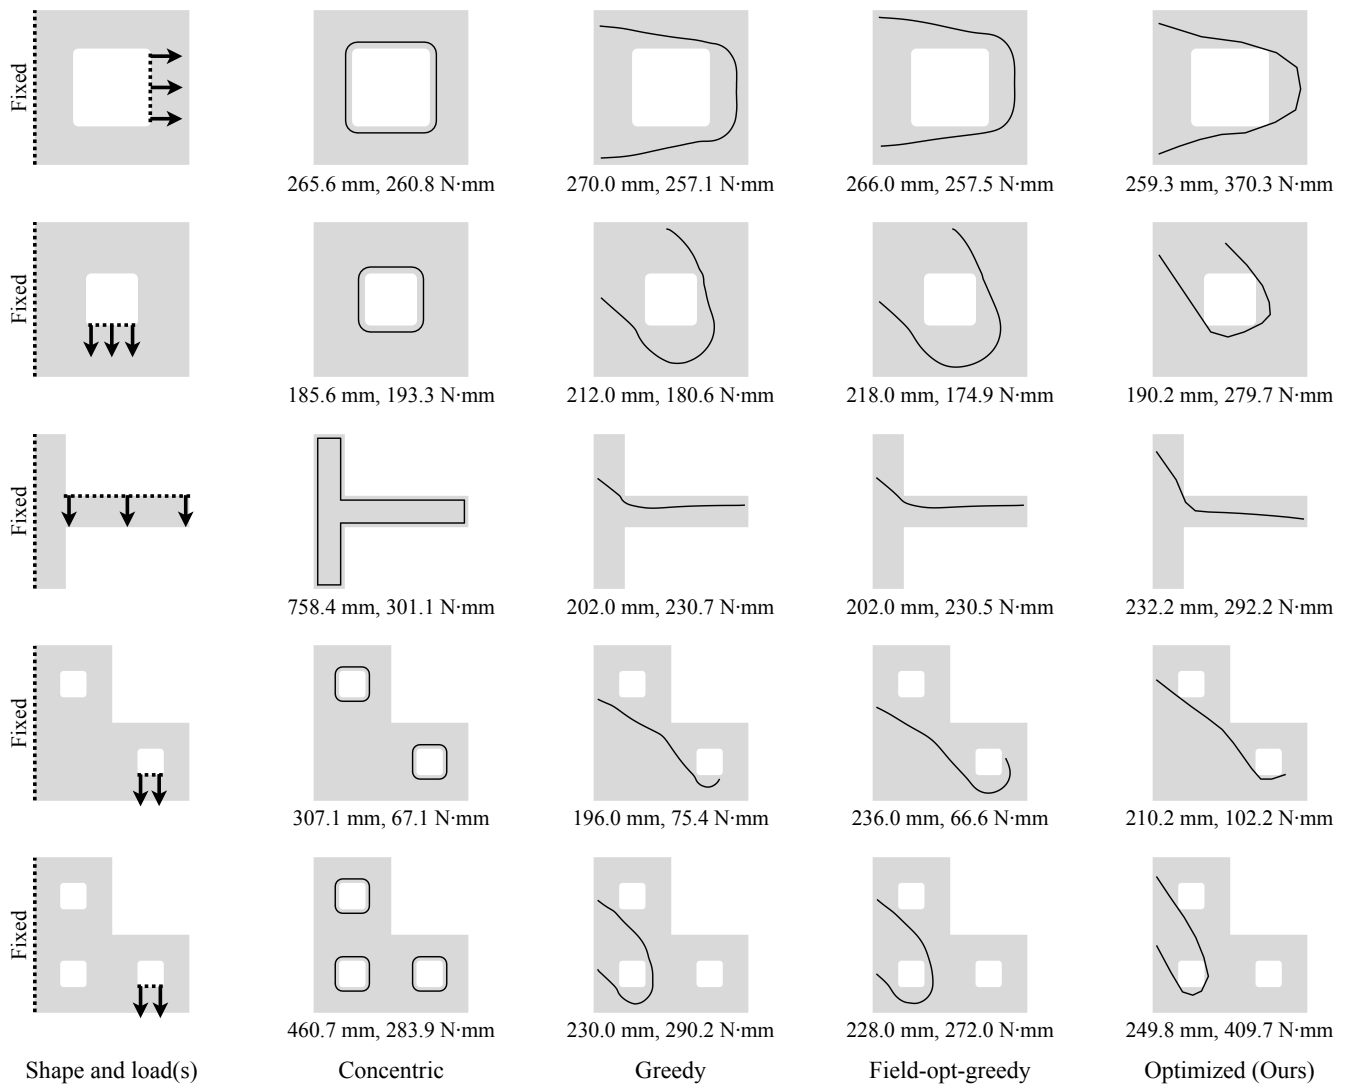 Fixed
265.6 mm, 260.8 N·mm
270.0 mm, 257.1 N·mm
266.0 mm, 257.5 N·mm
259.3 mm, 370.3 N·mm
Fixed
185.6 mm, 193.3 N·mm
212.0 mm, 180.6 N·mm
218.0 mm, 174.9 N·mm
190.2 mm, 279.7 N·mm
Fixed
758.4 mm, 301.1 N·mm
202.0 mm, 230.7 N·mm
202.0 mm, 230.5 N·mm
232.2 mm, 292.2 N·mm
Fixed
307.1 mm, 67.1 N·mm
196.0 mm, 75.4 N·mm
236.0 mm, 66.6 N·mm
210.2 mm, 102.2 N·mm
Fixed
460.7 mm, 283.9 N·mm
230.0 mm, 290.2 N·mm
228.0 mm, 272.0 N·mm
249.8 mm, 409.7 N·mm
Shape and load(s)
Concentric
Greedy
Field-opt-greedy
Optimized (Ours)